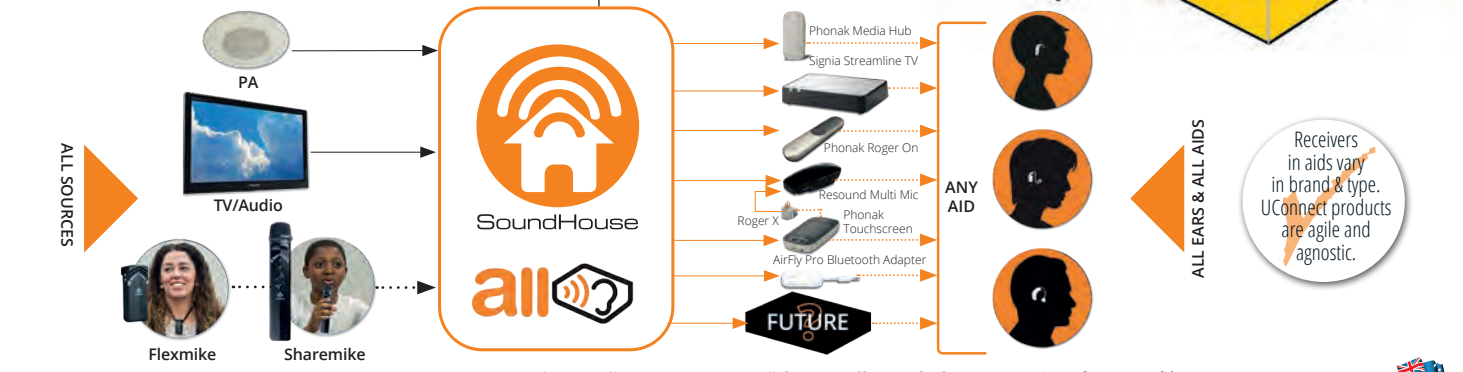 ALL SOURCES
PA
TV/Audio
Flexmike
Sharemike
SoundHouse
all
Phonak Media Hub
Signia Streamline TV
Phonak Roger On
Resound Multi Mic
Roger X
Phonak
Touchscreen
AirFly Pro Bluetooth Adapter
FUTURE
?
ANY
AID
ALL EARS & ALL AIDS
Receivers
in aids vary
in brand & type.
UConnect products
are agile and
agnostic.